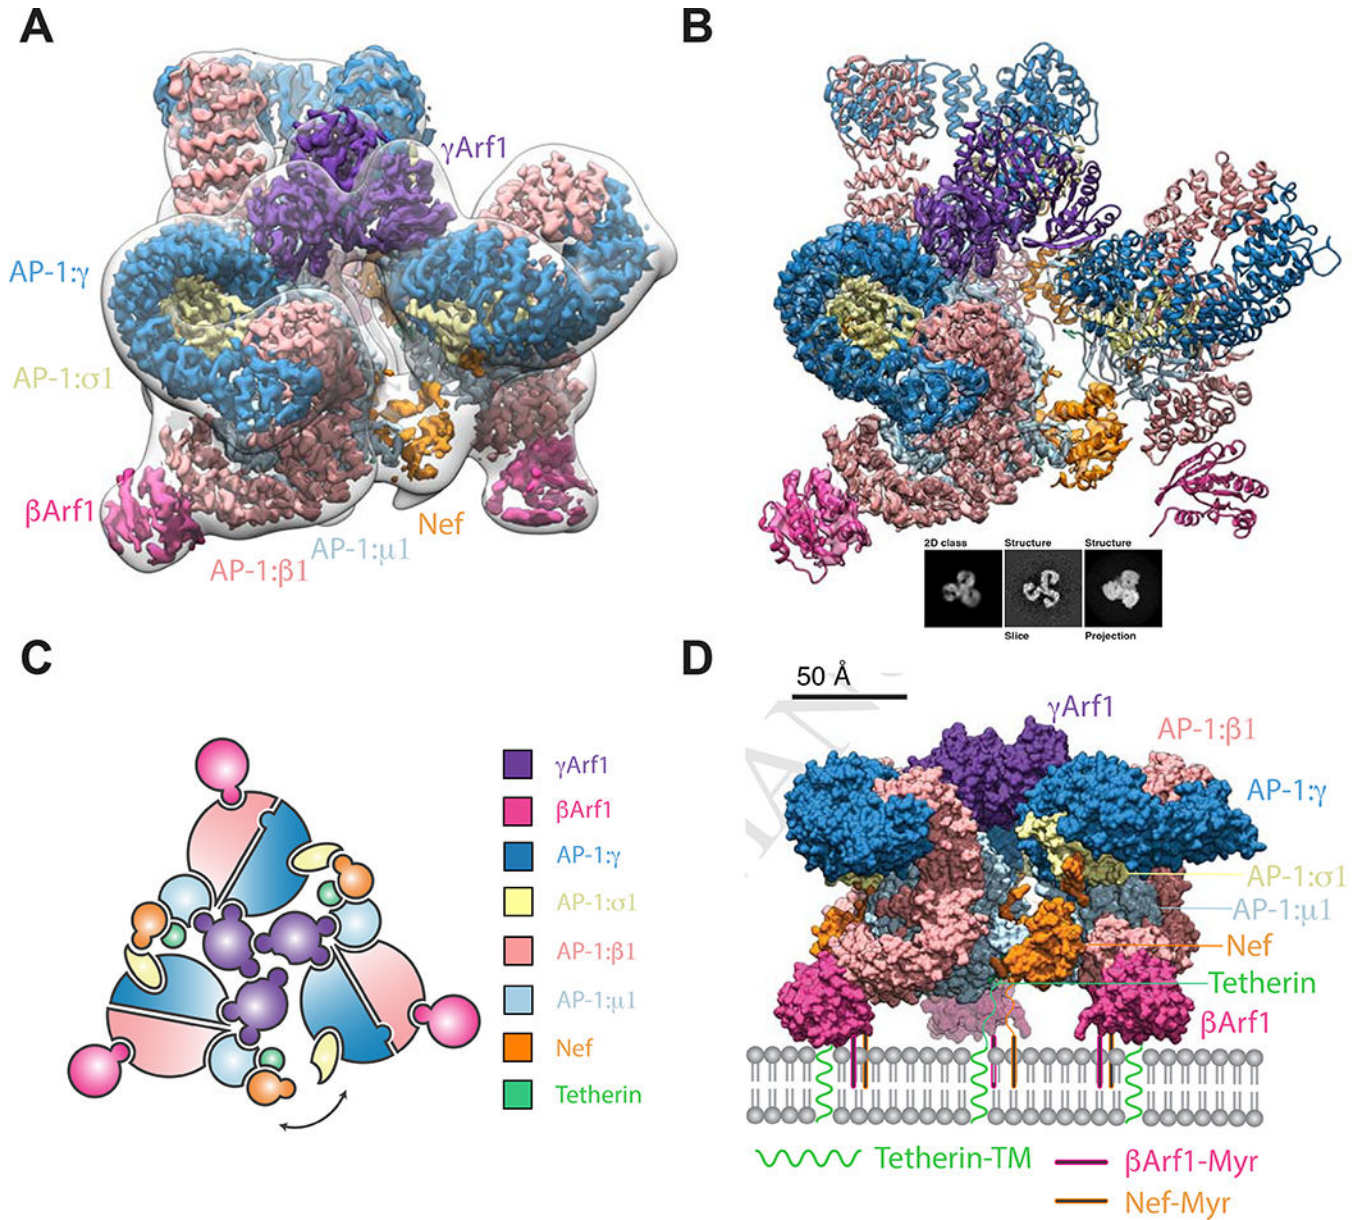 A
γArf1
AP-1:γ
AP-1:σ1
βArf1
Nef
AP-1:μ1
AP-1:β1
B
2D class
Structure
Structure
Slice
Projection
C
γArf1
βArf1
AP-1:γ
AP-1:σ1
AP-1:β1
AP-1:μ1
Nef
Tetherin
D
50 Å
γArf1
AP-1:β1
AP-1:γ
AP-1:σ1
AP-1:μ1
Nef
Tetherin
βArf1
Tetherin-TM
βArf1-Myr
Nef-Myr